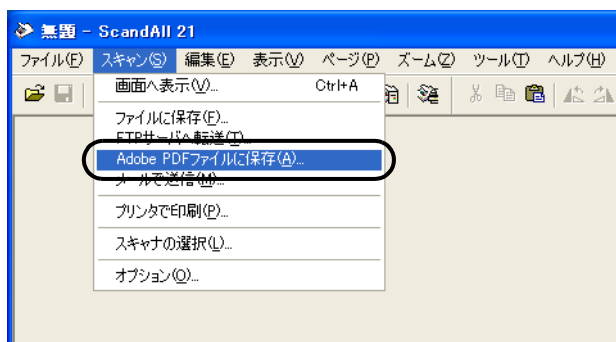 無題 - ScandAll 21
ファイル(F) スキャン(S) 編集(E) 表示(V) ページ(P) ズーム(Z) ツール(T) ヘルプ(H)
画面へ表示(V)... Ctrl+A
ファイルに保存(F)...
FTPサーバへ転送(T)...
Adobe PDFファイルに保存(A)...
メールで送信(M)...
プリンタで印刷(P)...
スキャナの選択(L)...
オプション(O)...